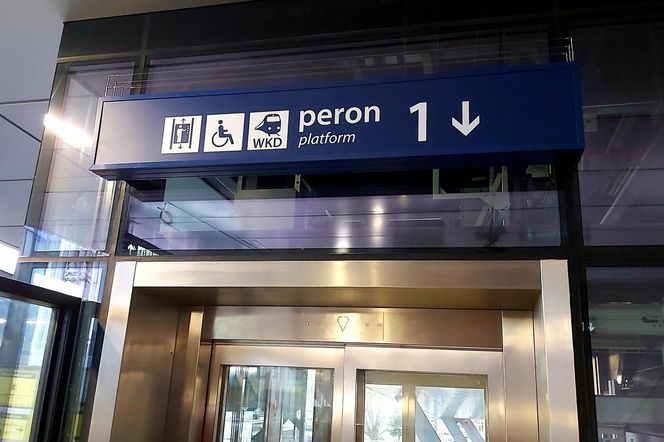 WKD
peron 1
platform